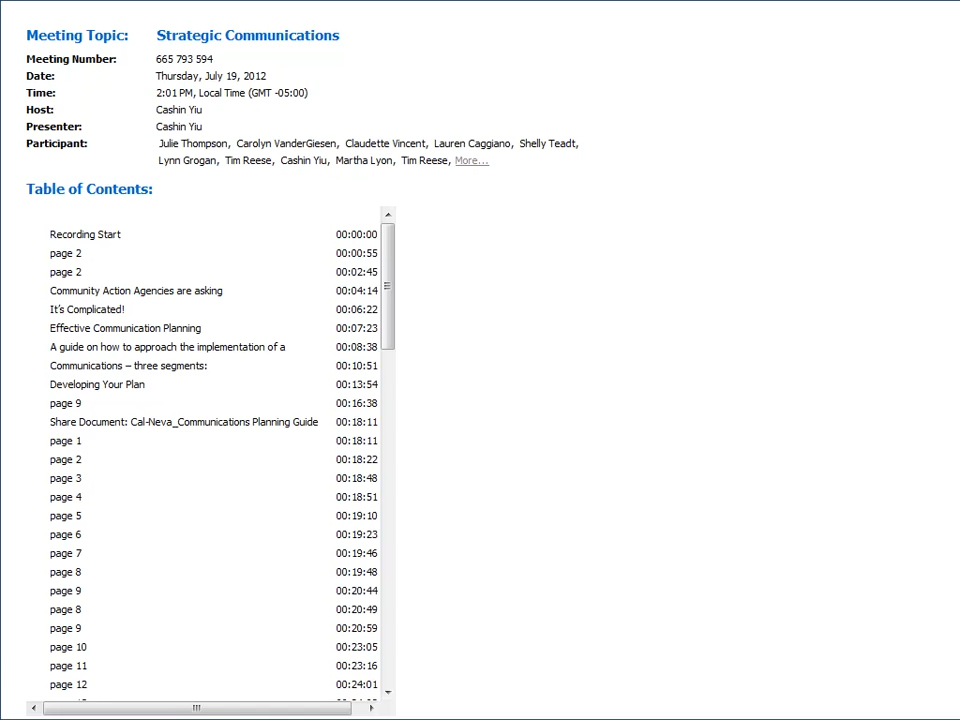 Meeting Topic: Strategic Communications
Meeting Number: 665 793 594
Date: Thursday, July 19, 2012
Time: 2:01 PM, Local Time (GMT -05:00)
Host: Cashin Yiu
Presenter: Cashin Yiu
Participant: Julie Thompson, Carolyn VanderGiesen, Claudette Vincent, Lauren Caggiano, Shelly Teadt,
Lynn Grogan, Tim Reese, Cashin Yiu, Martha Lyon, Tim Reese, More...
Table of Contents:
Recording Start 00:00:00
page 2 00:00:55
page 2 00:02:45
Community Action Agencies are asking 00:04:14
It's Complicated! 00:06:22
Effective Communication Planning 00:07:23
A guide on how to approach the implementation of a 00:08:38
Communications – three segments: 00:10:51
Developing Your Plan 00:13:54
page 9 00:16:38
Share Document: Cal-Neva_Communications Planning Guide 00:18:11
page 1 00:18:11
page 2 00:18:22
page 3 00:18:48
page 4 00:18:51
page 5 00:19:10
page 6 00:19:23
page 7 00:19:46
page 8 00:19:48
page 9 00:20:44
page 8 00:20:49
page 9 00:20:59
page 10 00:23:05
page 11 00:23:16
page 12 00:24:01